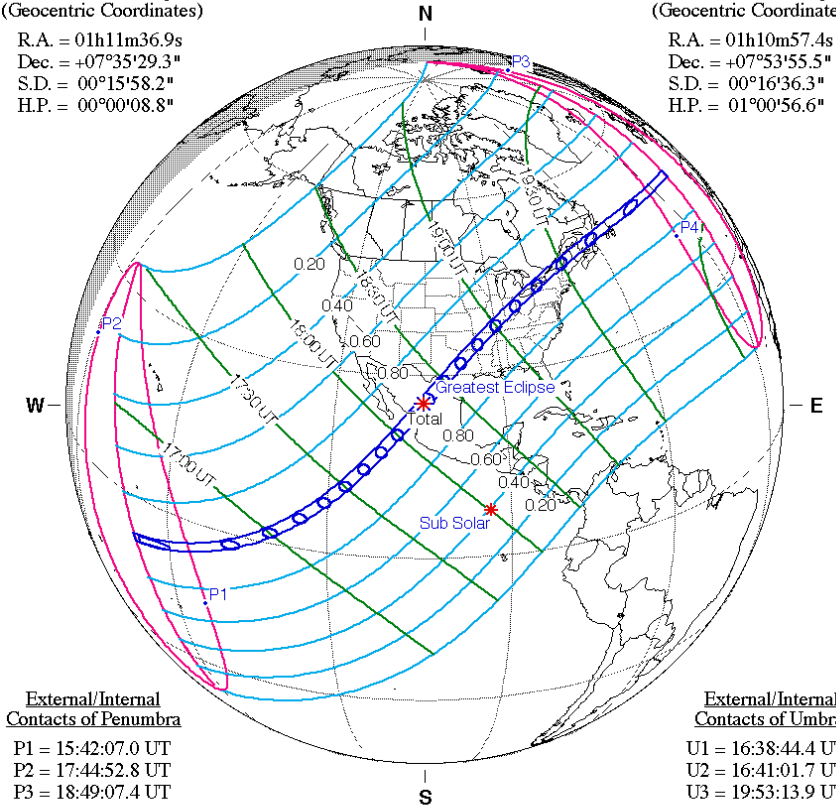 (Geocentric Coordinates)
R.A. = 01h11m36.9s
Dec. = +07°35'29.3"
S.D. = 00°15'58.2"
H.P. = 00°00'08.8"
N
(Geocentric Coordinate
R.A. = 01h10m57.4s
Dec. = +07°53'55.5"
S.D. = 00°16'36.3"
H.P. = 01°00'56.6"
P3
19:30 UT
P4
19:00 UT
0.20
18:30 UT
0.40
P2
18:00 UT
0.60
0.80
17:30 UT
Greatest Eclipse
W
E
Total
0.80
17:00 UT
0.60
0.40
0.20
Sub Solar
P1
External/Internal
Contacts of Penumbra
P1 = 15:42:07.0 UT
P2 = 17:44:52.8 UT
P3 = 18:49:07.4 UT
S
External/Internal
Contacts of Umbra
U1 = 16:38:44.4 UT
U2 = 16:41:01.7 UT
U3 = 19:53:13.9 UT